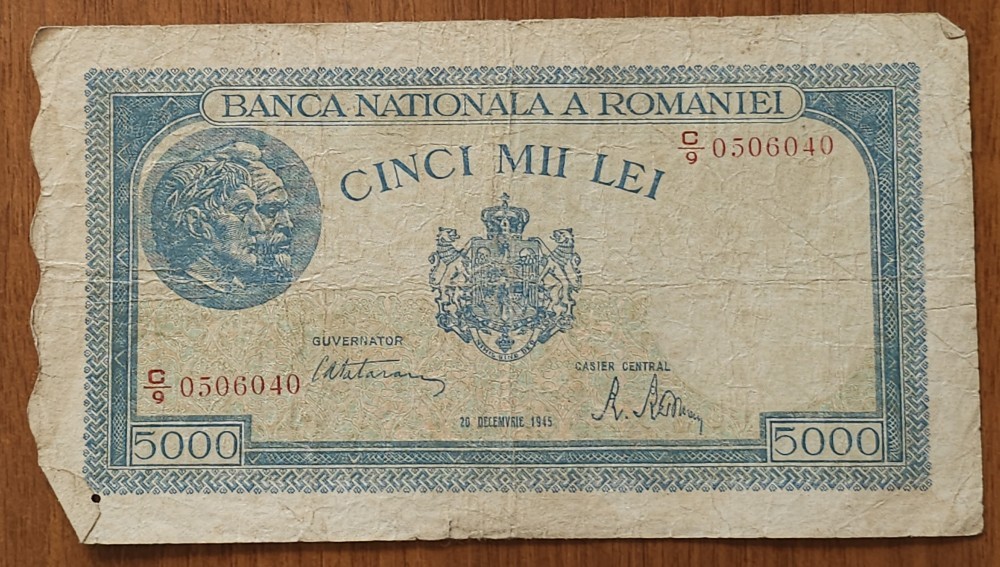 BANCA NATIONALA A ROMANIEI
C/9 0506040
CINCI MII LEI
GUVERNATOR
CASIER CENTRAL
C/9 0506040
20 DECEMVRIE 1945
5000
5000